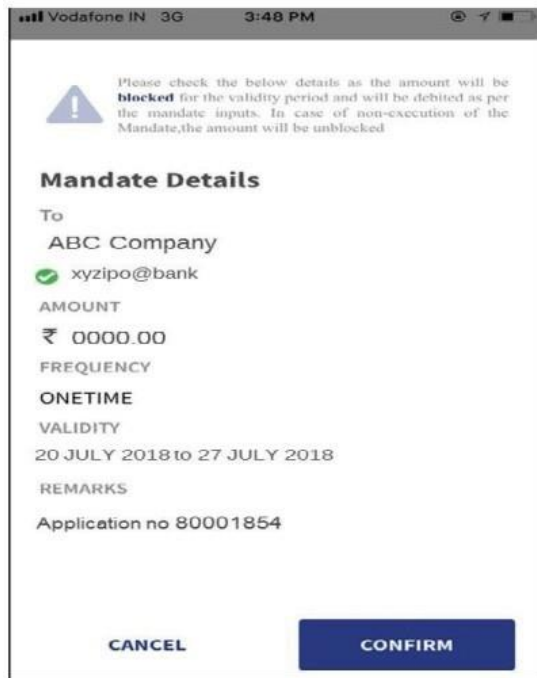 Vodafone IN 3G 3:48 PM
Please check the below details as the amount will be
blocked for the validity period and will be debited as per
the mandate inputs. In case of non-execution of the
Mandate,the amount will be unblocked
Mandate Details
To
ABC Company
xyzipo@bank
AMOUNT
₹ 0000.00
FREQUENCY
ONETIME
VALIDITY
20 JULY 2018 to 27 JULY 2018
REMARKS
Application no 80001854
CANCEL CONFIRM